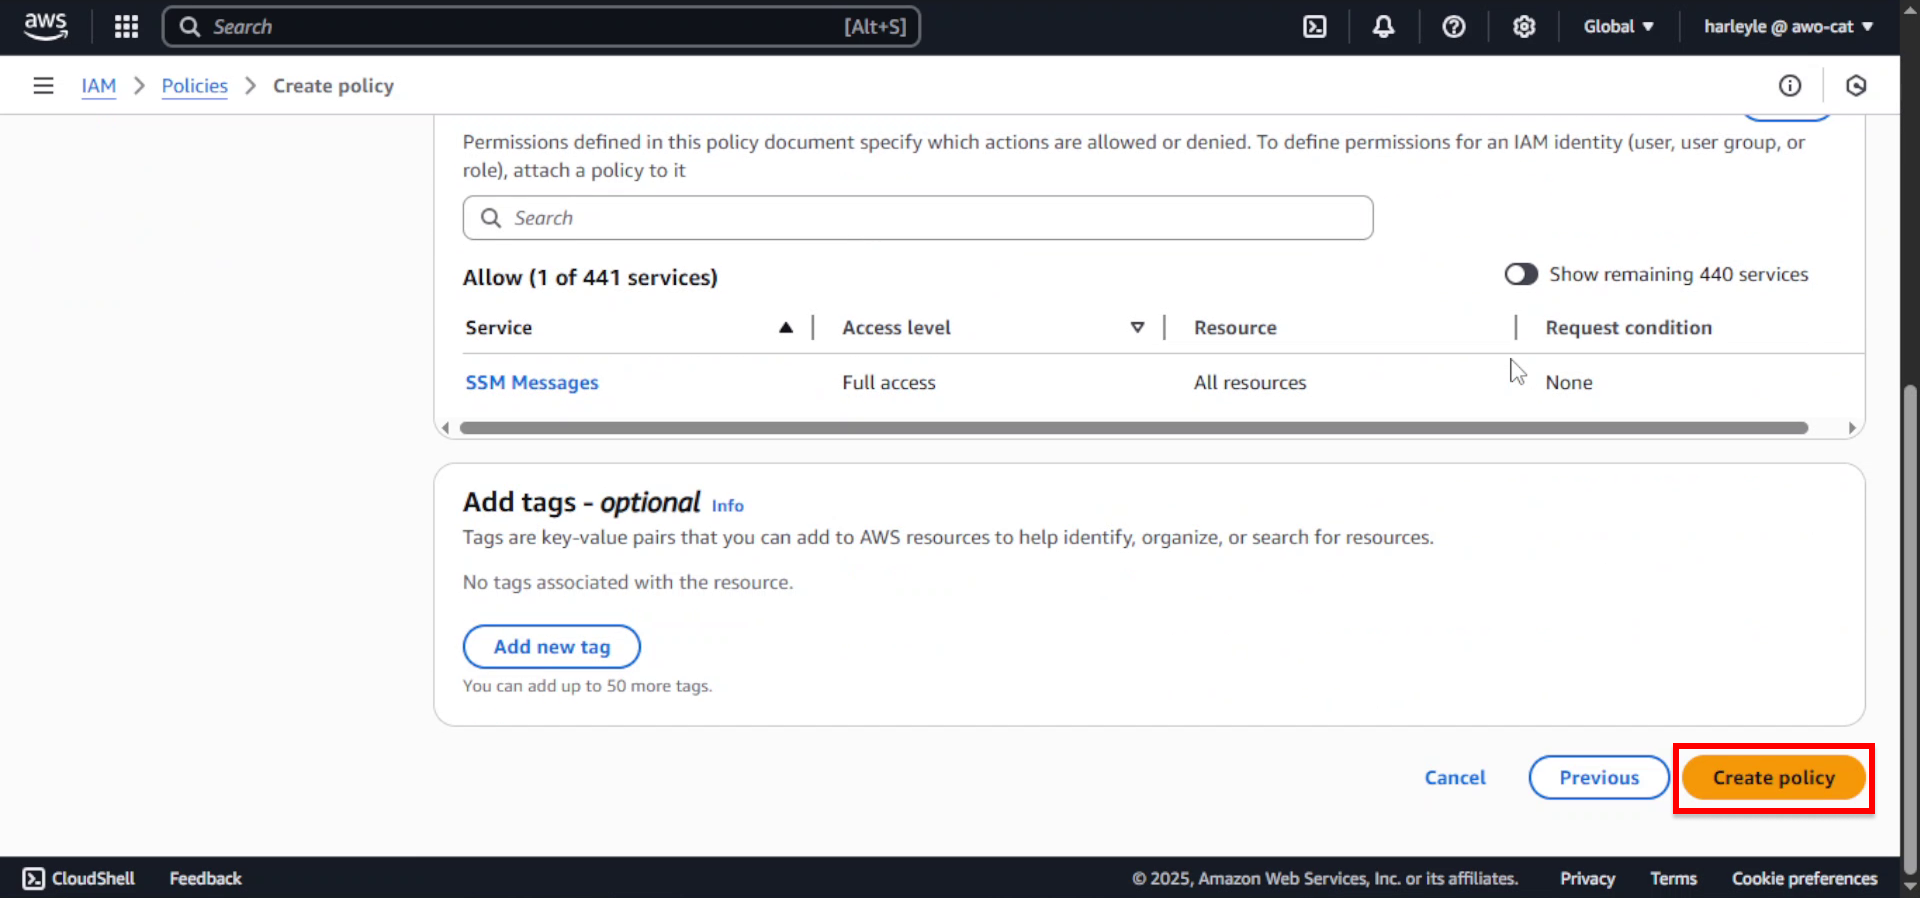 aws
Search
[Alt+S]
Global
harleyle @ awo-cat
IAM
Policies
Create policy
Permissions defined in this policy document specify which actions are allowed or denied. To define permissions for an IAM identity (user, user group, or
role), attach a policy to it
Search
Allow (1 of 441 services)
Show remaining 440 services
Service
Access level
Resource
Request condition
SSM Messages
Full access
All resources
None
Add tags - optional
Info
Tags are key-value pairs that you can add to AWS resources to help identify, organize, or search for resources.
No tags associated with the resource.
Add new tag
You can add up to 50 more tags.
Cancel
Previous
Create policy
CloudShell
Feedback
© 2025, Amazon Web Services, Inc. or its affiliates.
Privacy
Terms
Cookie preferences